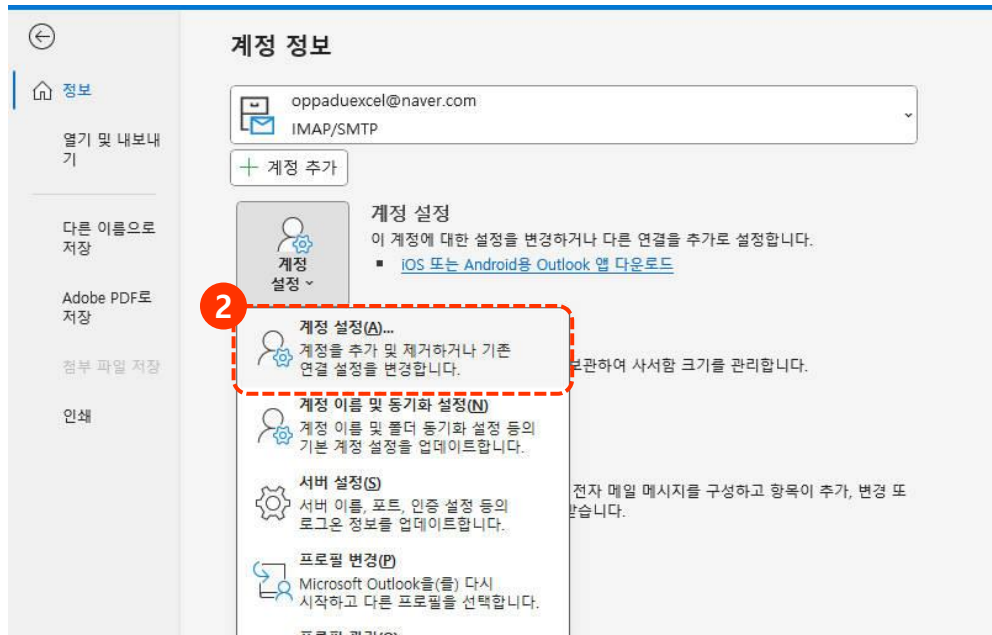 계정 정보
정보
oppaduexcel@naver.com
IMAP/SMTP
열기 및 내보내
기
계정 추가
다른 이름으로
저장
계정 설정
이 계정에 대한 설정을 변경하거나 다른 연결을 추가로 설정합니다.
▪ iOS 또는 Android용 Outlook 앱 다운로드
계정
설정
Adobe PDF로
저장
2
계정 설정(A)...
계정을 추가 및 제거하거나 기존
연결 설정을 변경합니다.
보관하여 사서함 크기를 관리합니다.
첨부 파일 저장
인쇄
계정 이름 및 동기화 설정(N)
계정 이름 및 폴더 동기화 설정 등의
기본 계정 설정을 업데이트합니다.
서버 설정(S)
서버 이름, 포트, 인증 설정 등의
로그온 정보를 업데이트합니다.
전자 메일 메시지를 구성하고 항목이 추가, 변경 또
받습니다.
프로필 변경(P)
Microsoft Outlook을(를) 다시
시작하고 다른 프로필을 선택합니다.